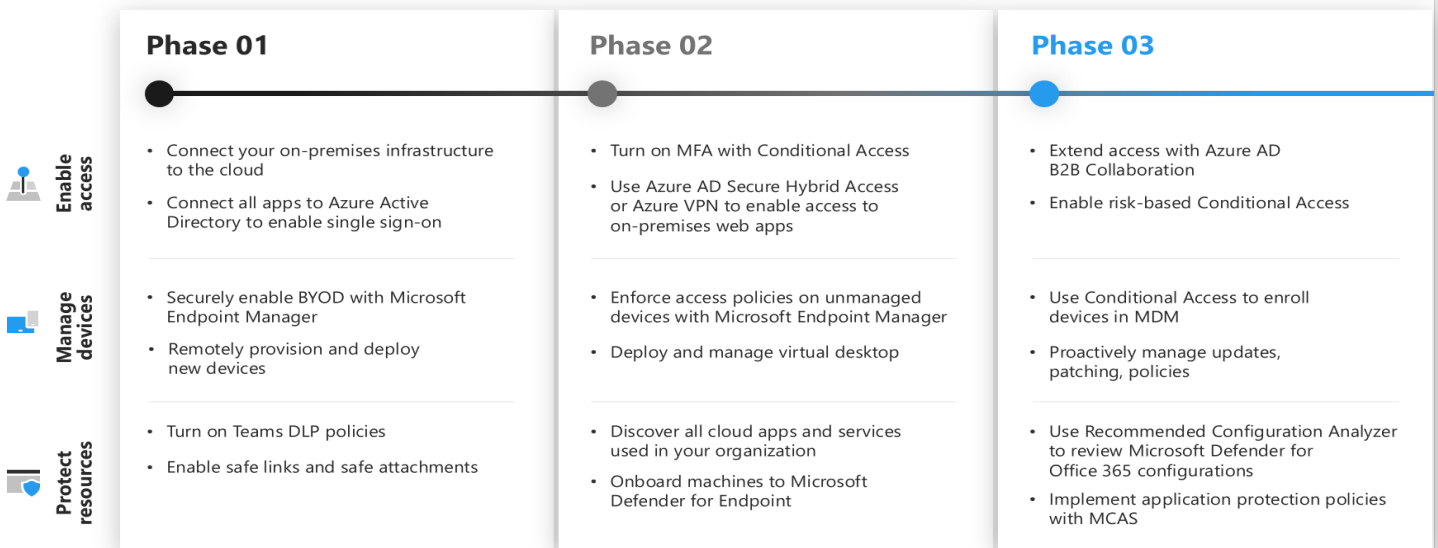 Phase 01
Phase 02
Phase 03
Enable
access
• Connect your on-premises infrastructure
to the cloud
• Connect all apps to Azure Active
Directory to enable single sign-on
• Turn on MFA with Conditional Access
• Use Azure AD Secure Hybrid Access
or Azure VPN to enable access to
on-premises web apps
• Extend access with Azure AD
B2B Collaboration
• Enable risk-based Conditional Access
Manage
devices
• Securely enable BYOD with Microsoft
Endpoint Manager
• Remotely provision and deploy
new devices
• Enforce access policies on unmanaged
devices with Microsoft Endpoint Manager
• Deploy and manage virtual desktop
• Use Conditional Access to enroll
devices in MDM
• Proactively manage updates,
patching, policies
Protect
resources
• Turn on Teams DLP policies
• Enable safe links and safe attachments
• Discover all cloud apps and services
used in your organization
• Onboard machines to Microsoft
Defender for Endpoint
• Use Recommended Configuration Analyzer
to review Microsoft Defender for
Office 365 configurations
• Implement application protection policies
with MCAS